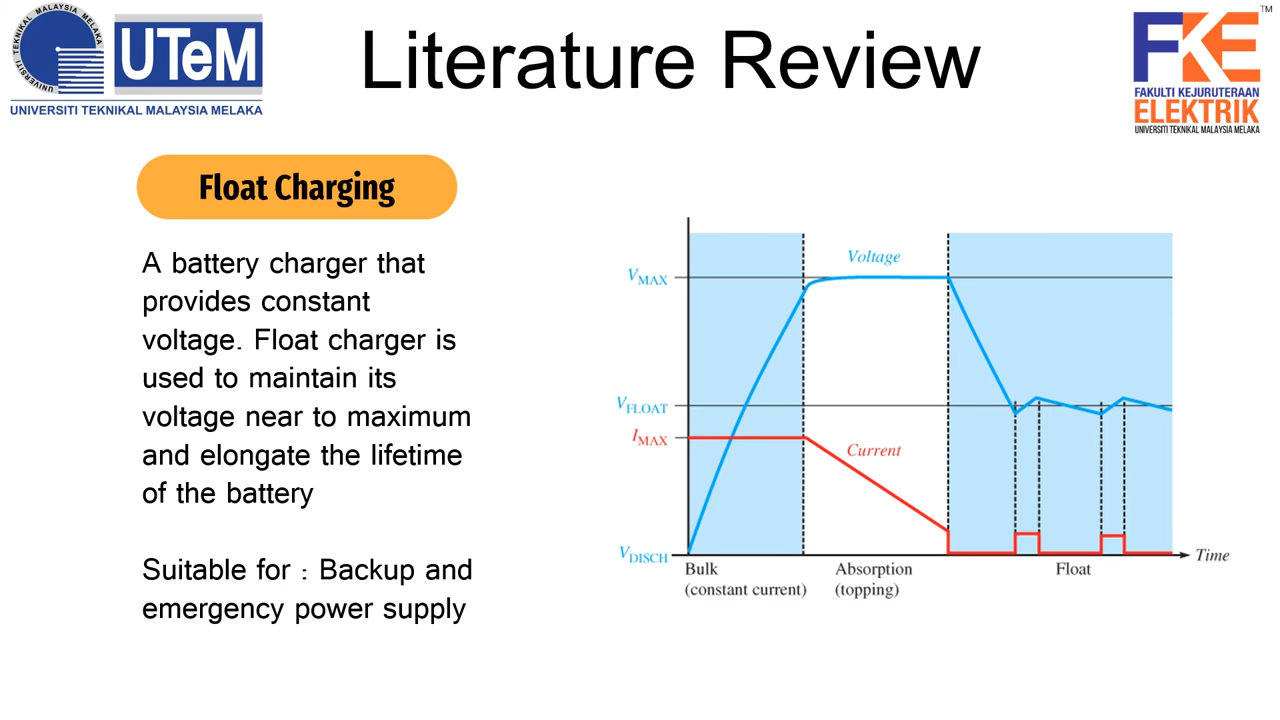 UNIVERSITI TEKNIKAL MALAYSIA MELAKA
UTeM
UNIVERSITI TEKNIKAL MALAYSIA MELAKA
Literature Review
TM
FKE
FAKULTI KEJURUTERAAN
ELEKTRIK
UNIVERSITI TEKNIKAL MALAYSIA MELAKA
Float Charging
A battery charger that
provides constant
voltage. Float charger is
used to maintain its
voltage near to maximum
and elongate the lifetime
of the battery
Suitable for : Backup and
emergency power supply
Voltage
VMAX
VFLOAT
IMAX
Current
VDISCH
Time
Bulk
(constant current)
Absorption
(topping)
Float